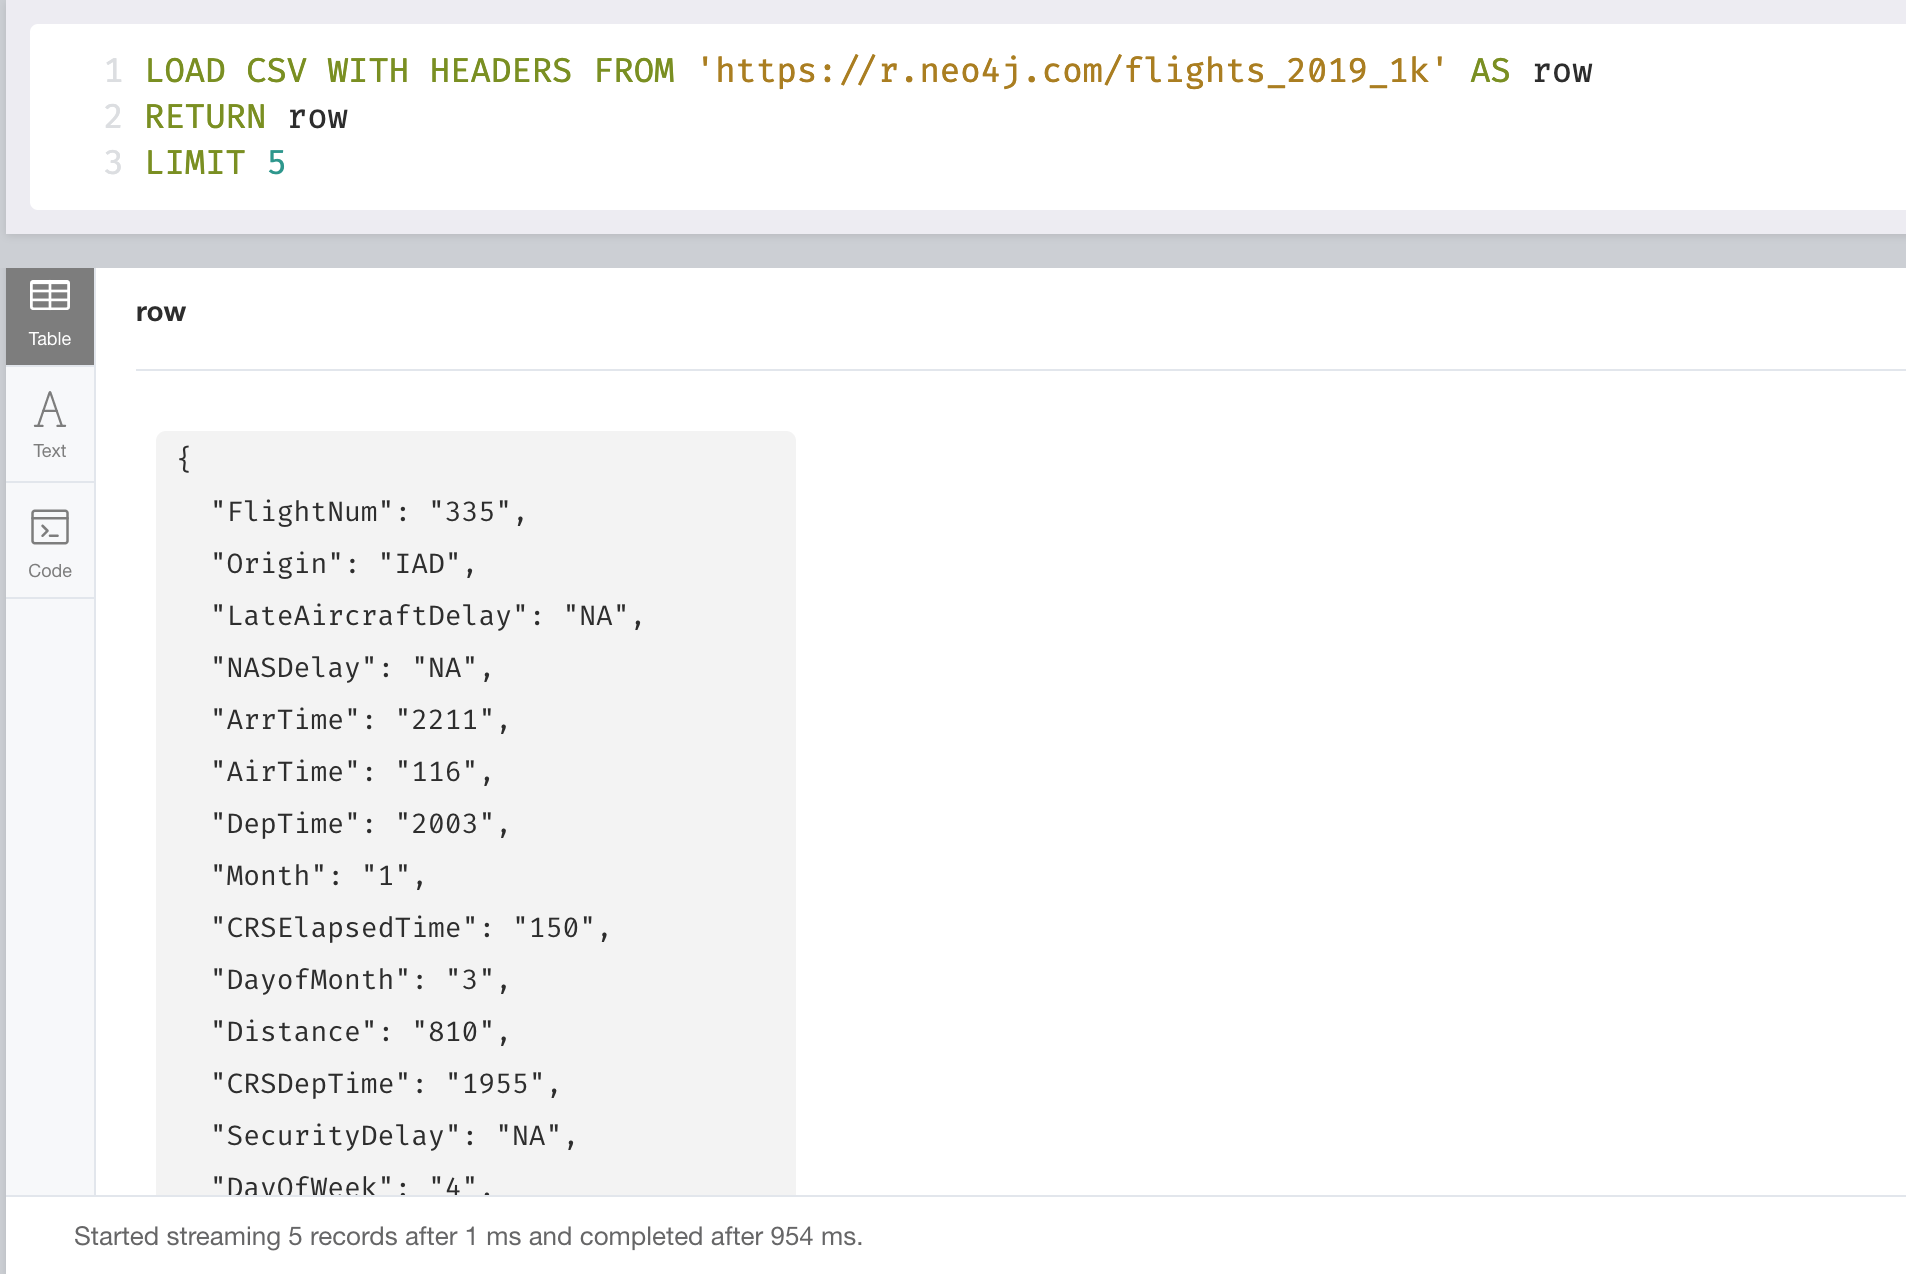 1 LOAD CSV WITH HEADERS FROM 'https://r.neo4j.com/flights_2019_1k' AS row
2 RETURN row
3 LIMIT 5
Table
Text
Code
row
{
"FlightNum": "335",
"Origin": "IAD",
"LateAircraftDelay": "NA",
"NASDelay": "NA",
"ArrTime": "2211",
"AirTime": "116",
"DepTime": "2003",
"Month": "1",
"CRSElapsedTime": "150",
"DayofMonth": "3",
"Distance": "810",
"CRSDepTime": "1955",
"SecurityDelay": "NA",
"DayOfWeek": "4",
Started streaming 5 records after 1 ms and completed after 954 ms.